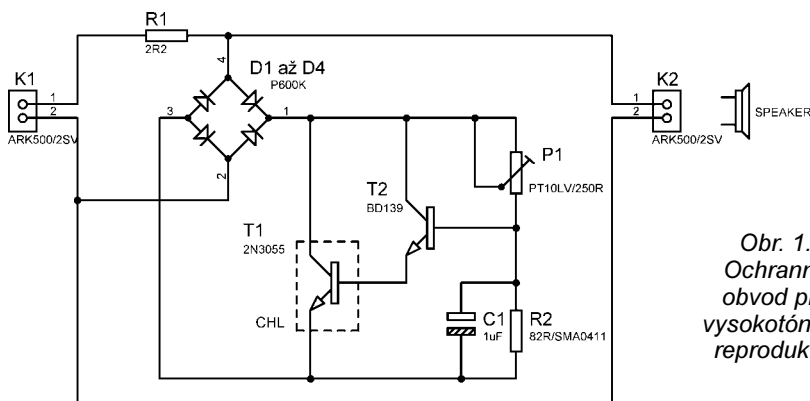 R1
2R2
K1
1
2
ARK500/2SV
4
D1 až D4
P600K
3
1
2
K2
1
2
ARK500/2SV
SPEAKER
P1
PT10LV/250R
T2
BD139
T1
2N3055
CHL
C1
1uF
R2
82R/SMA0411
Obr. 1.
Ochrann
obvod p
vysokotón
reproduk